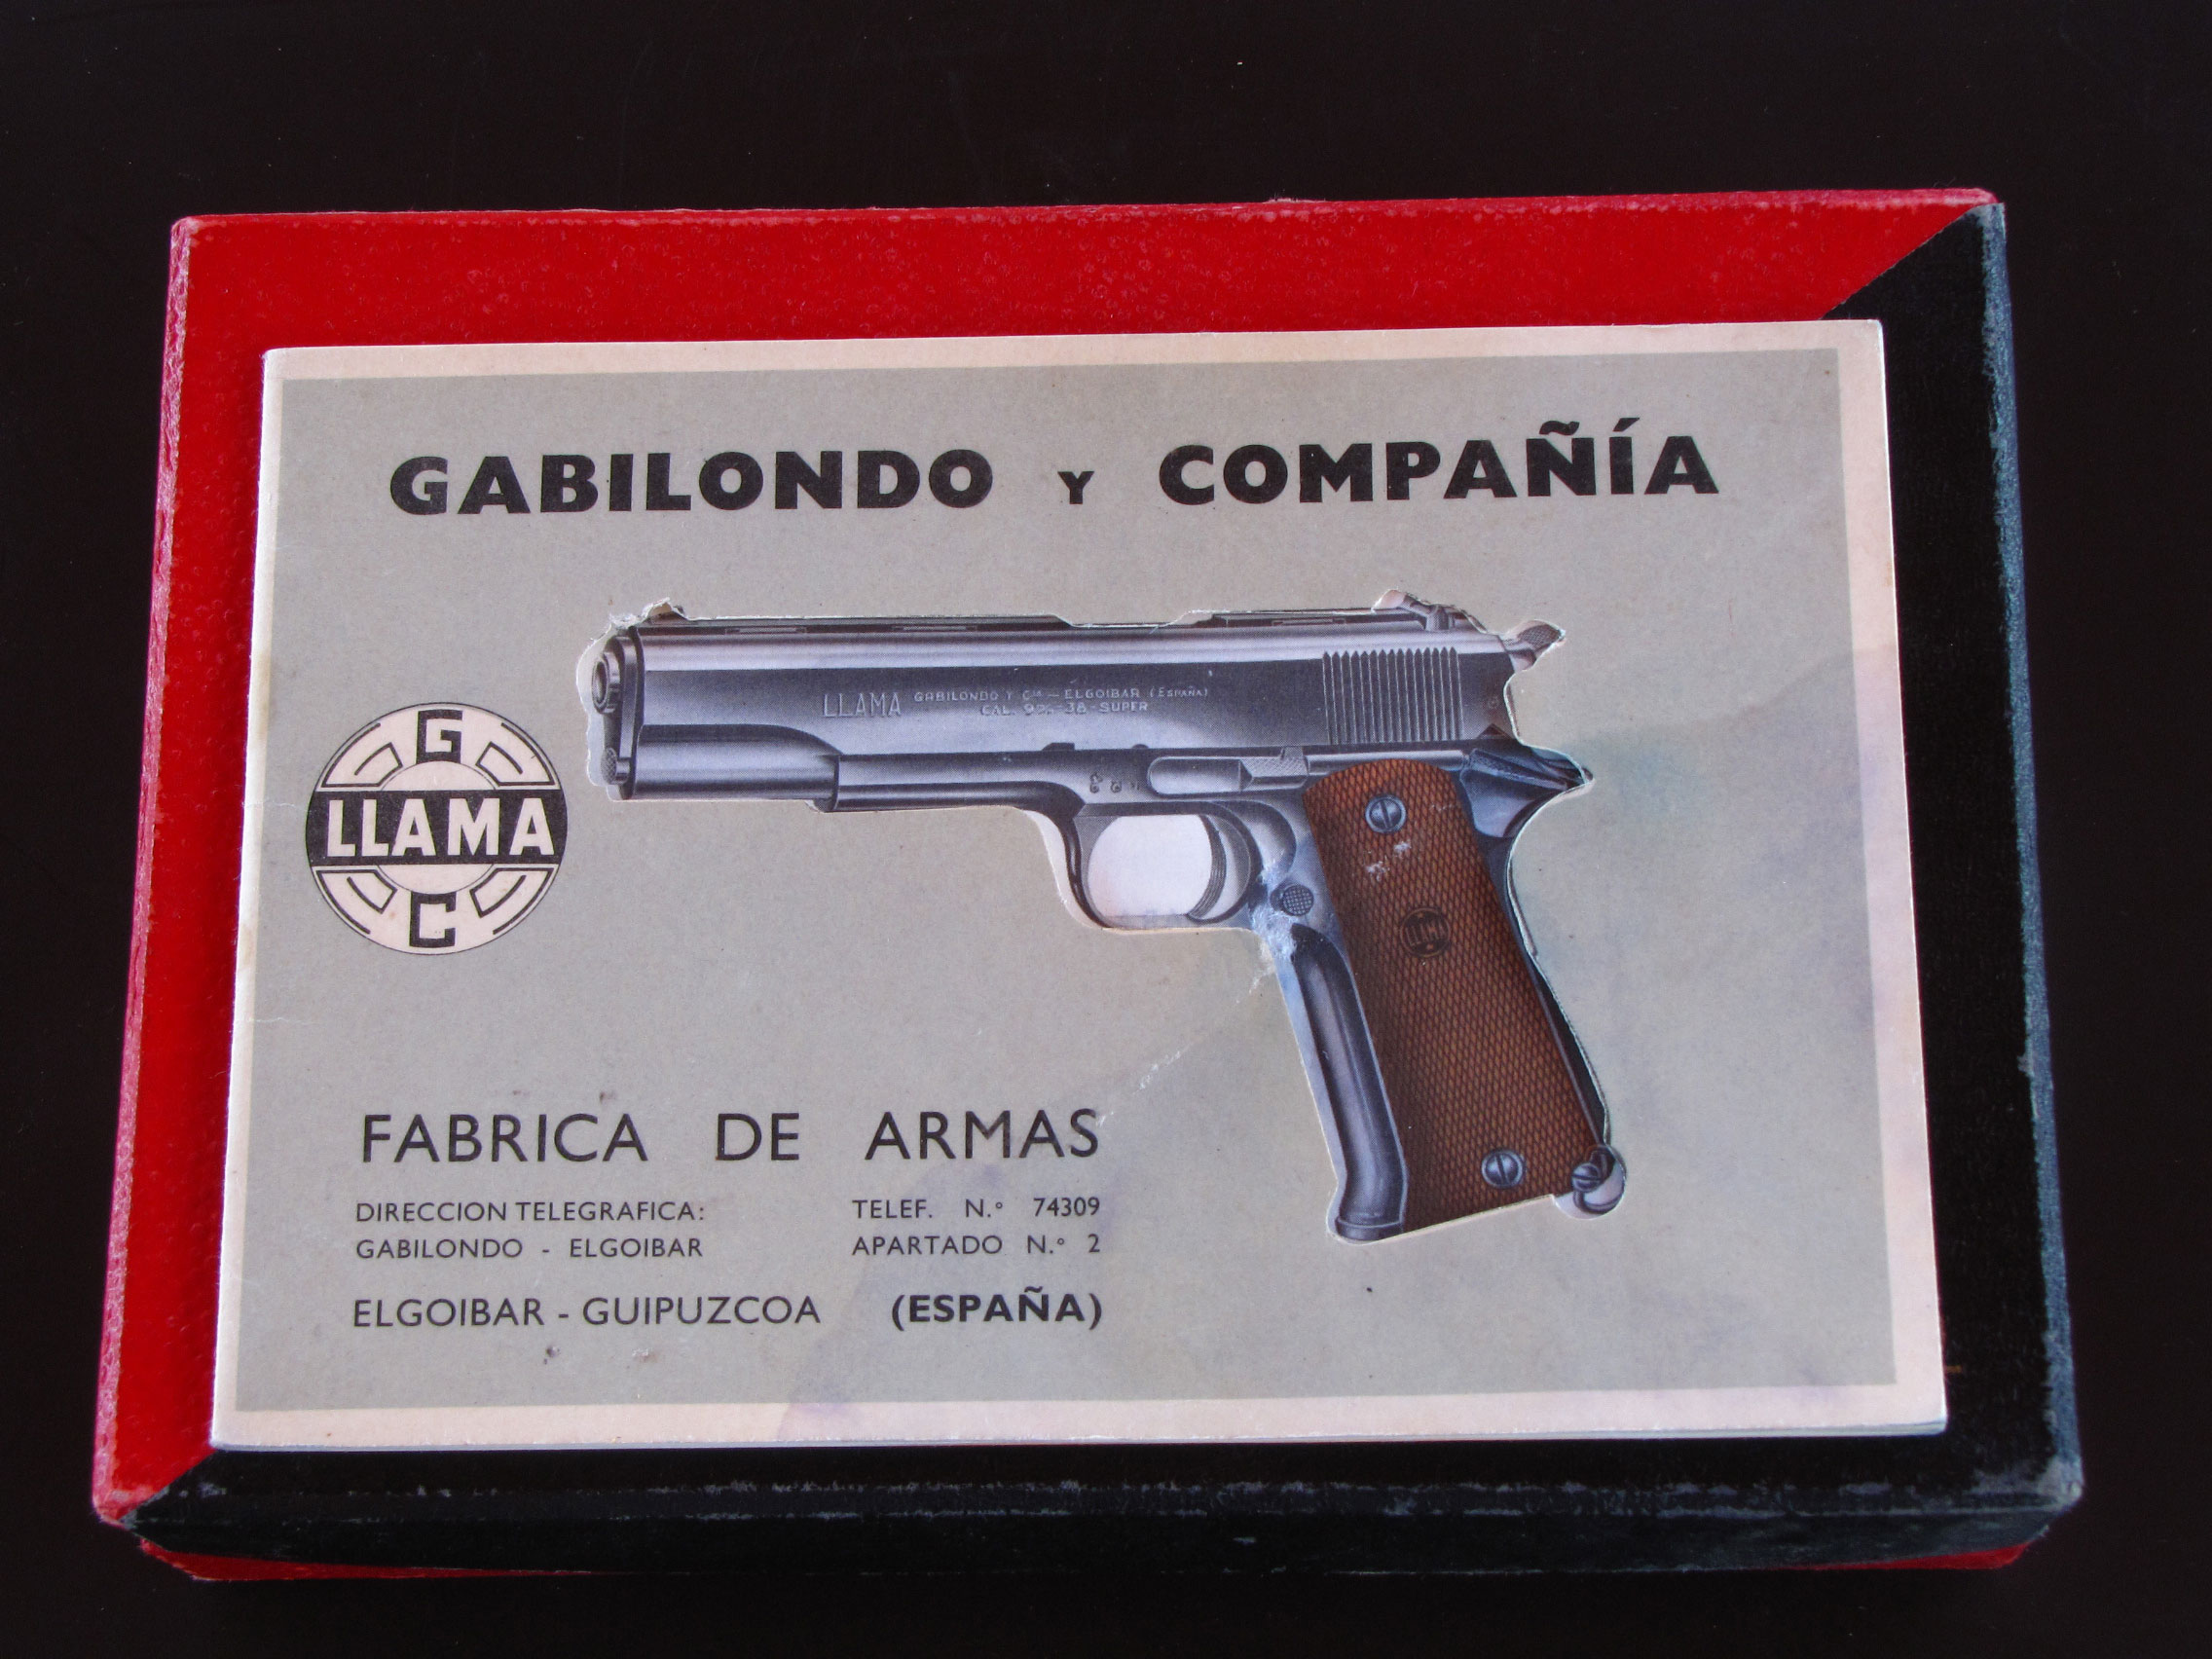 GABILONDO Y COMPAÑÍA
LLAMA GABILONDO Y Cia — ELGOIBAR (ESPAÑA)
CAL. 9 38-SUPER
G
LLAMA
C
FABRICA DE ARMAS
DIRECCION TELEGRAFICA: TELEF. N.º 74309
GABILONDO - ELGOIBAR APARTADO N.º 2
ELGOIBAR - GUIPUZCOA (ESPAÑA)